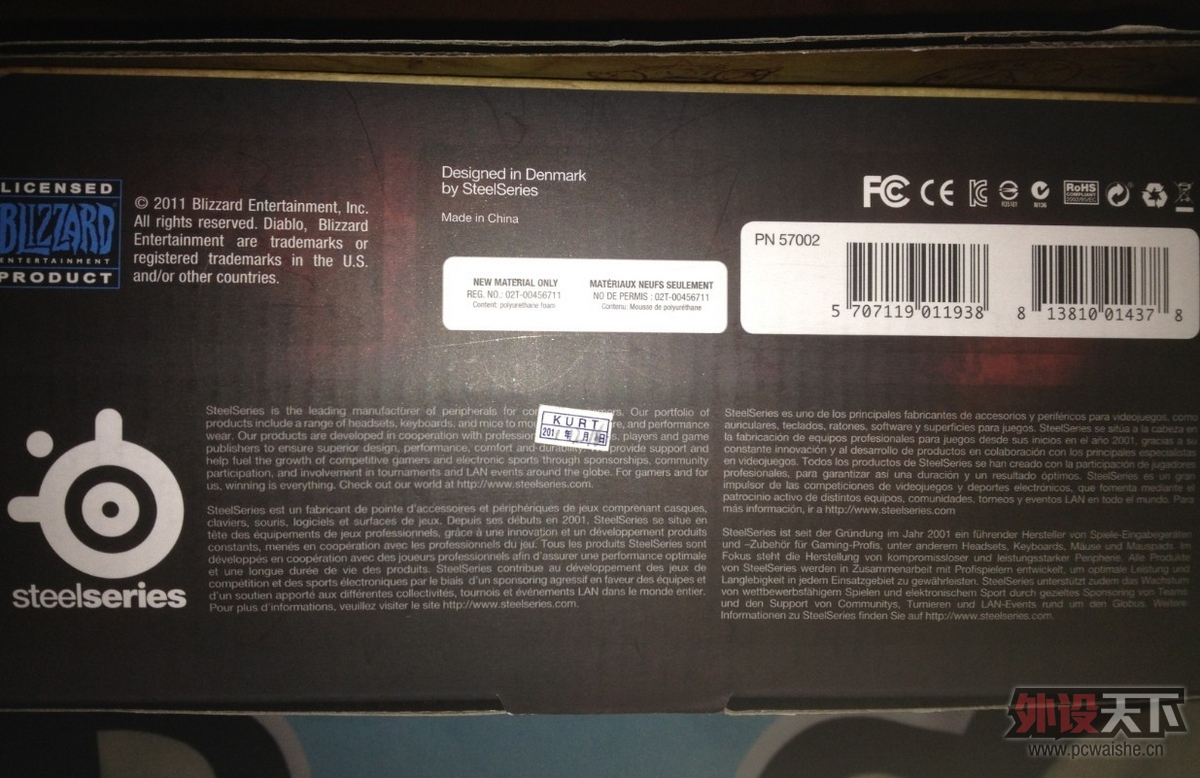 LICENSED
BLIZZARD
ENTERTAINMENT
PRODUCT
© 2011 Blizzard Entertainment, Inc.
All rights reserved. Diablo, Blizzard
Entertainment are trademarks or
registered trademarks in the U.S.
and/or other countries.
Designed in Denmark
by SteelSeries
Made in China
NEW MATERIAL ONLY
REG. NO.: 02T-00456711
Content: polyurethane foam
MATÉRIAUX NEUFS SEULEMENT
NO DE PERMIS : 02T-00456711
Contenu: Mousse de polyuréthane
FC CE
RoHS
COMPLIANT
2002/95/EC
N136
PN 57002
5 707119 011938
8 13810 01437 8
steelseries
SteelSeries is the leading manufacturer of peripherals for Our portfolio of
products include a range of headsets, keyboards, and mice to and performance
wear. Our products are developed in cooperation with players and game
publishers to ensure superior design, performance, comfort and durability. provide support and
help fuel the growth of competitive gamers and electronic sports through sponsorships, community
participation, and involvement in tournaments and LAN events around the globe. For gamers and for
us, winning is everything. Check out our world at http://www.steelseries.com.
KURT
201 年 月 日
SteelSeries est un fabricant de pointe d'accessoires et périphériques de jeux comprenant casques,
claviers, souris, logiciels et surfaces de jeux. Depuis ses débuts en 2001, SteelSeries se situe en
tête des équipements de jeux professionnels, grâce à une innovation et un développement produits
constants, menés en coopération avec les professionnels du jeu. Tous les produits SteelSeries sont
développés en coopération avec des joueurs professionnels afin d'assurer une performance optimale
et une longue durée de vie des produits. SteelSeries contribue au développement des jeux de
compétition et des sports électroniques par le biais d'un sponsoring agressif en faveur des équipes et
d'un soutien apporté aux différentes collectivités, tournois et événements LAN dans le monde entier.
Pour plus d'informations, veuillez visiter le site http://www.steelseries.com.
SteelSeries es uno de los principales fabricantes de accesorios y periféricos para videojuegos, como
auriculares, teclados, ratones, software y superficies para juegos. SteelSeries se sitúa a la cabeza en
la fabricación de equipos profesionales para juegos desde sus inicios en el año 2001, gracias a su
constante innovación y al desarrollo de productos en colaboración con los principales especialistas
en videojuegos. Todos los productos de SteelSeries se han creado con la participación de jugadores
profesionales, para garantizar así una duración y un resultado óptimos. SteelSeries es un gran
impulsor de las competiciones de videojuegos y deportes electrónicos, que fomenta mediante el
patrocinio activo de distintos equipos, comunidades, torneos y eventos LAN en todo el mundo. Para
más información, ir a http://www.steelseries.com
SteelSeries ist seit der Gründung im Jahr 2001 ein führender Hersteller von Spiele-Eingabegeräten
und –Zubehör für Gaming-Profis, unter anderem Headsets, Keyboards, Mäuse und Mauspads. Im
Fokus steht die Herstellung von kompromissloser und leistungsstarker Peripherie. Alle Produkte
von SteelSeries werden in Zusammenarbeit mit Profispielern entwickelt, um optimale Leistung und
Langlebigkeit in jedem Einsatzgebiet zu gewährleisten. SteelSeries unterstützt zudem das Wachstum
von wettbewerbsfähigem Spielen und elektronischem Sport durch gezieltes Sponsoring von Teams
und den Support von Communitys, Turnieren und LAN-Events rund um den Globus. Weitere
Informationen zu SteelSeries finden Sie auf http://www.steelseries.com.
外设天下
www.pcwaishe.cn